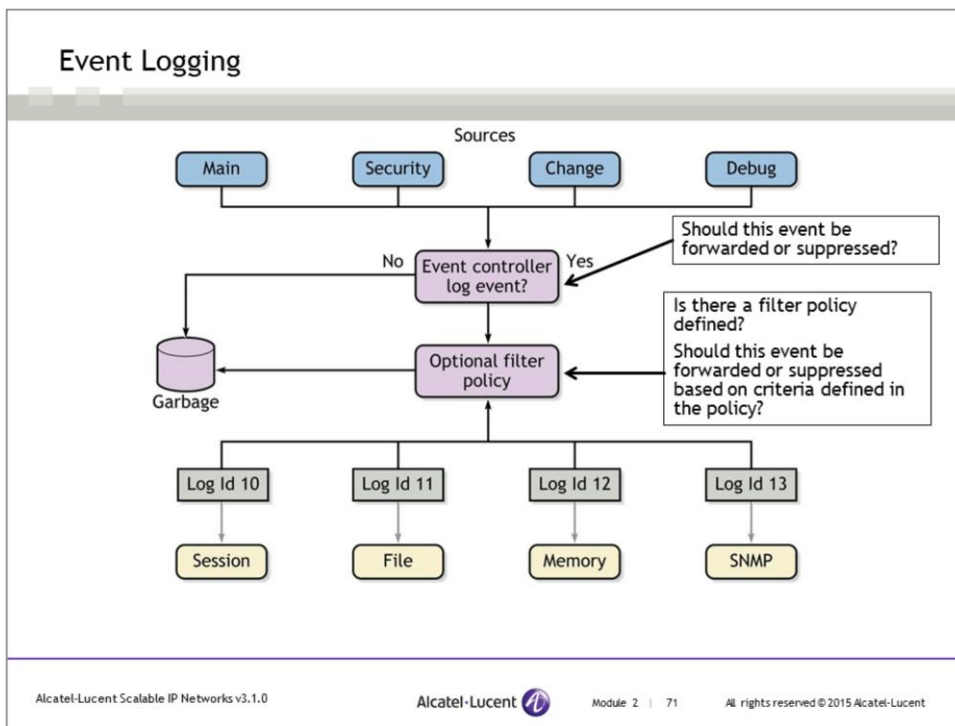 Event Logging
Sources
Main
Security
Change
Debug
Should this event be
forwarded or suppressed?
No
Event controller
log event?
Yes
Is there a filter policy
defined?
Should this event be
forwarded or suppressed
based on criteria defined in
the policy?
Optional filter
policy
Garbage
Log Id 10
Log Id 11
Log Id 12
Log Id 13
Session
File
Memory
SNMP
Alcatel-Lucent Scalable IP Networks v3.1.0
Alcatel·Lucent
Module 2 | 71
All rights reserved © 2015 Alcatel-Lucent